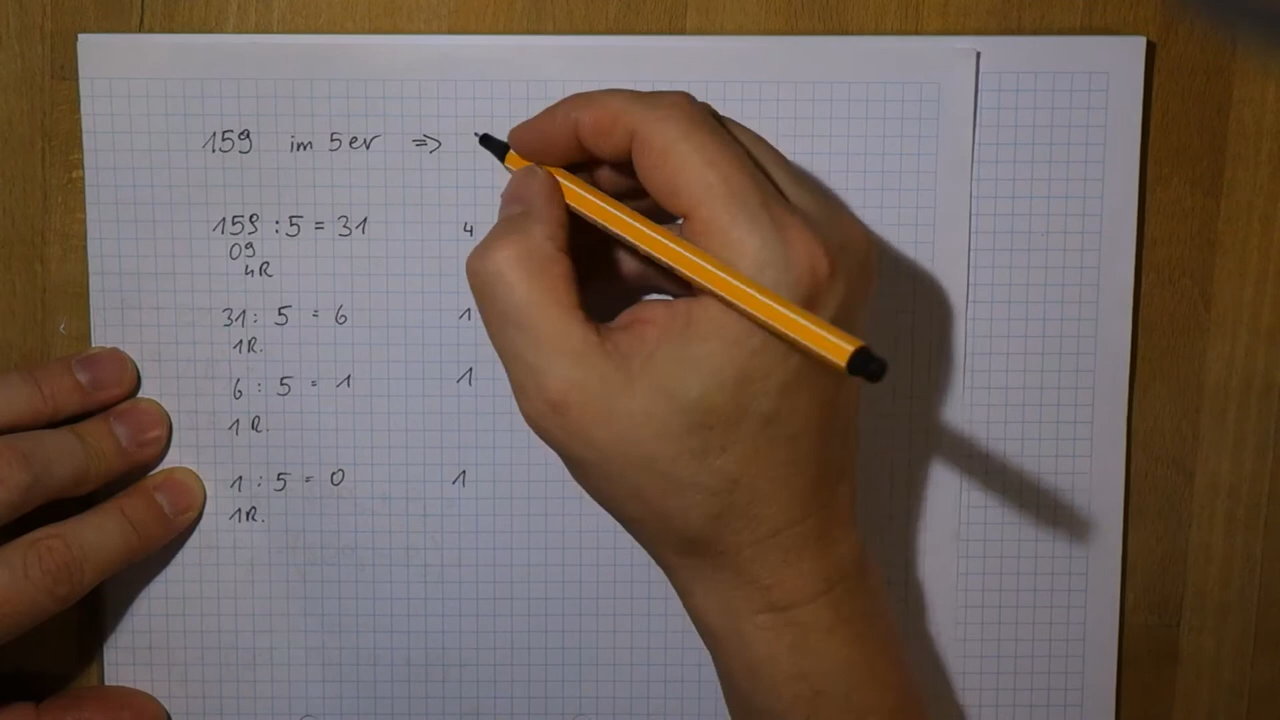 159 im 5er =>
159 : 5 = 31 4
09
4R
31 : 5 = 6 1
1R.
6 : 5 = 1 1
1 R.
1 : 5 = 0 1
1R.